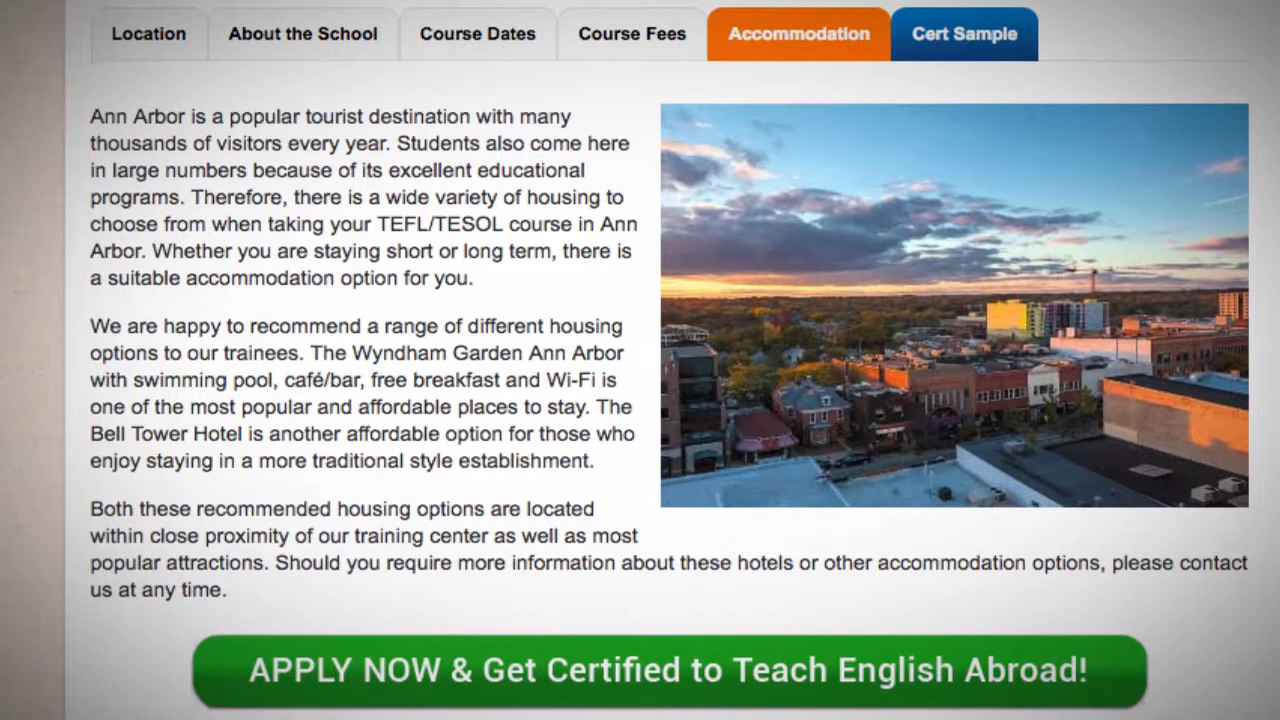 Location
About the School
Course Dates
Course Fees
Accommodation
Cert Sample
Ann Arbor is a popular tourist destination with many
thousands of visitors every year. Students also come here
in large numbers because of its excellent educational
programs. Therefore, there is a wide variety of housing to
choose from when taking your TEFL/TESOL course in Ann
Arbor. Whether you are staying short or long term, there is
a suitable accommodation option for you.
We are happy to recommend a range of different housing
options to our trainees. The Wyndham Garden Ann Arbor
with swimming pool, café/bar, free breakfast and Wi-Fi is
one of the most popular and affordable places to stay. The
Bell Tower Hotel is another affordable option for those who
enjoy staying in a more traditional style establishment.
Both these recommended housing options are located
within close proximity of our training center as well as most
popular attractions. Should you require more information about these hotels or other accommodation options, please contact
us at any time.
APPLY NOW & Get Certified to Teach English Abroad!